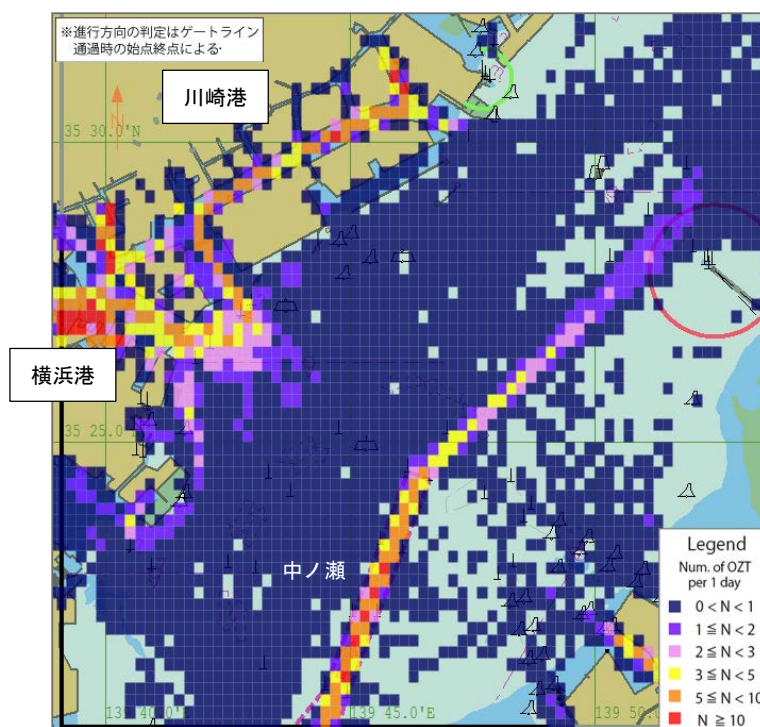 ※進行方向の判定はゲートライン
通過時の始点終点による·
川崎港
N
35 30.0'N
横浜港
35 25.0'
中ノ瀬
Legend
Num. of OZT
per 1 day
0 < N < 1
1 ≦ N < 2
2 ≦ N < 3
3 ≦ N < 5
5 ≦ N < 10
N ≧ 10
139 40.0'E
139 45.0'E
139 50.